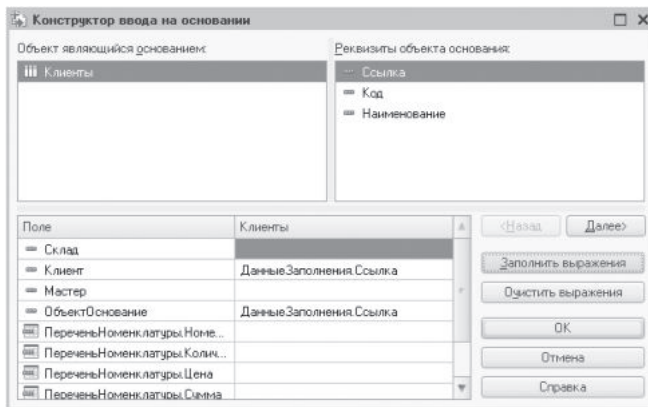 Конструктор ввода на основании
Объект являющийся основанием:
Клиенты
Реквизиты объекта основания:
Ссылка
Код
Наименование
Поле
Клиенты
Склад
Клиент
ДанныеЗаполнения.Ссылка
Мастер
ОбъектОснование
ДанныеЗаполнения.Ссылка
ПереченьНоменклатуры.Номе...
ПереченьНоменклатуры.Колич...
ПереченьНоменклатуры.Цена
ПереченьНоменклатуры.Сумма
<Назад
Далее>
Заполнить выражения
Очистить выражения
OK
Отмена
Справка